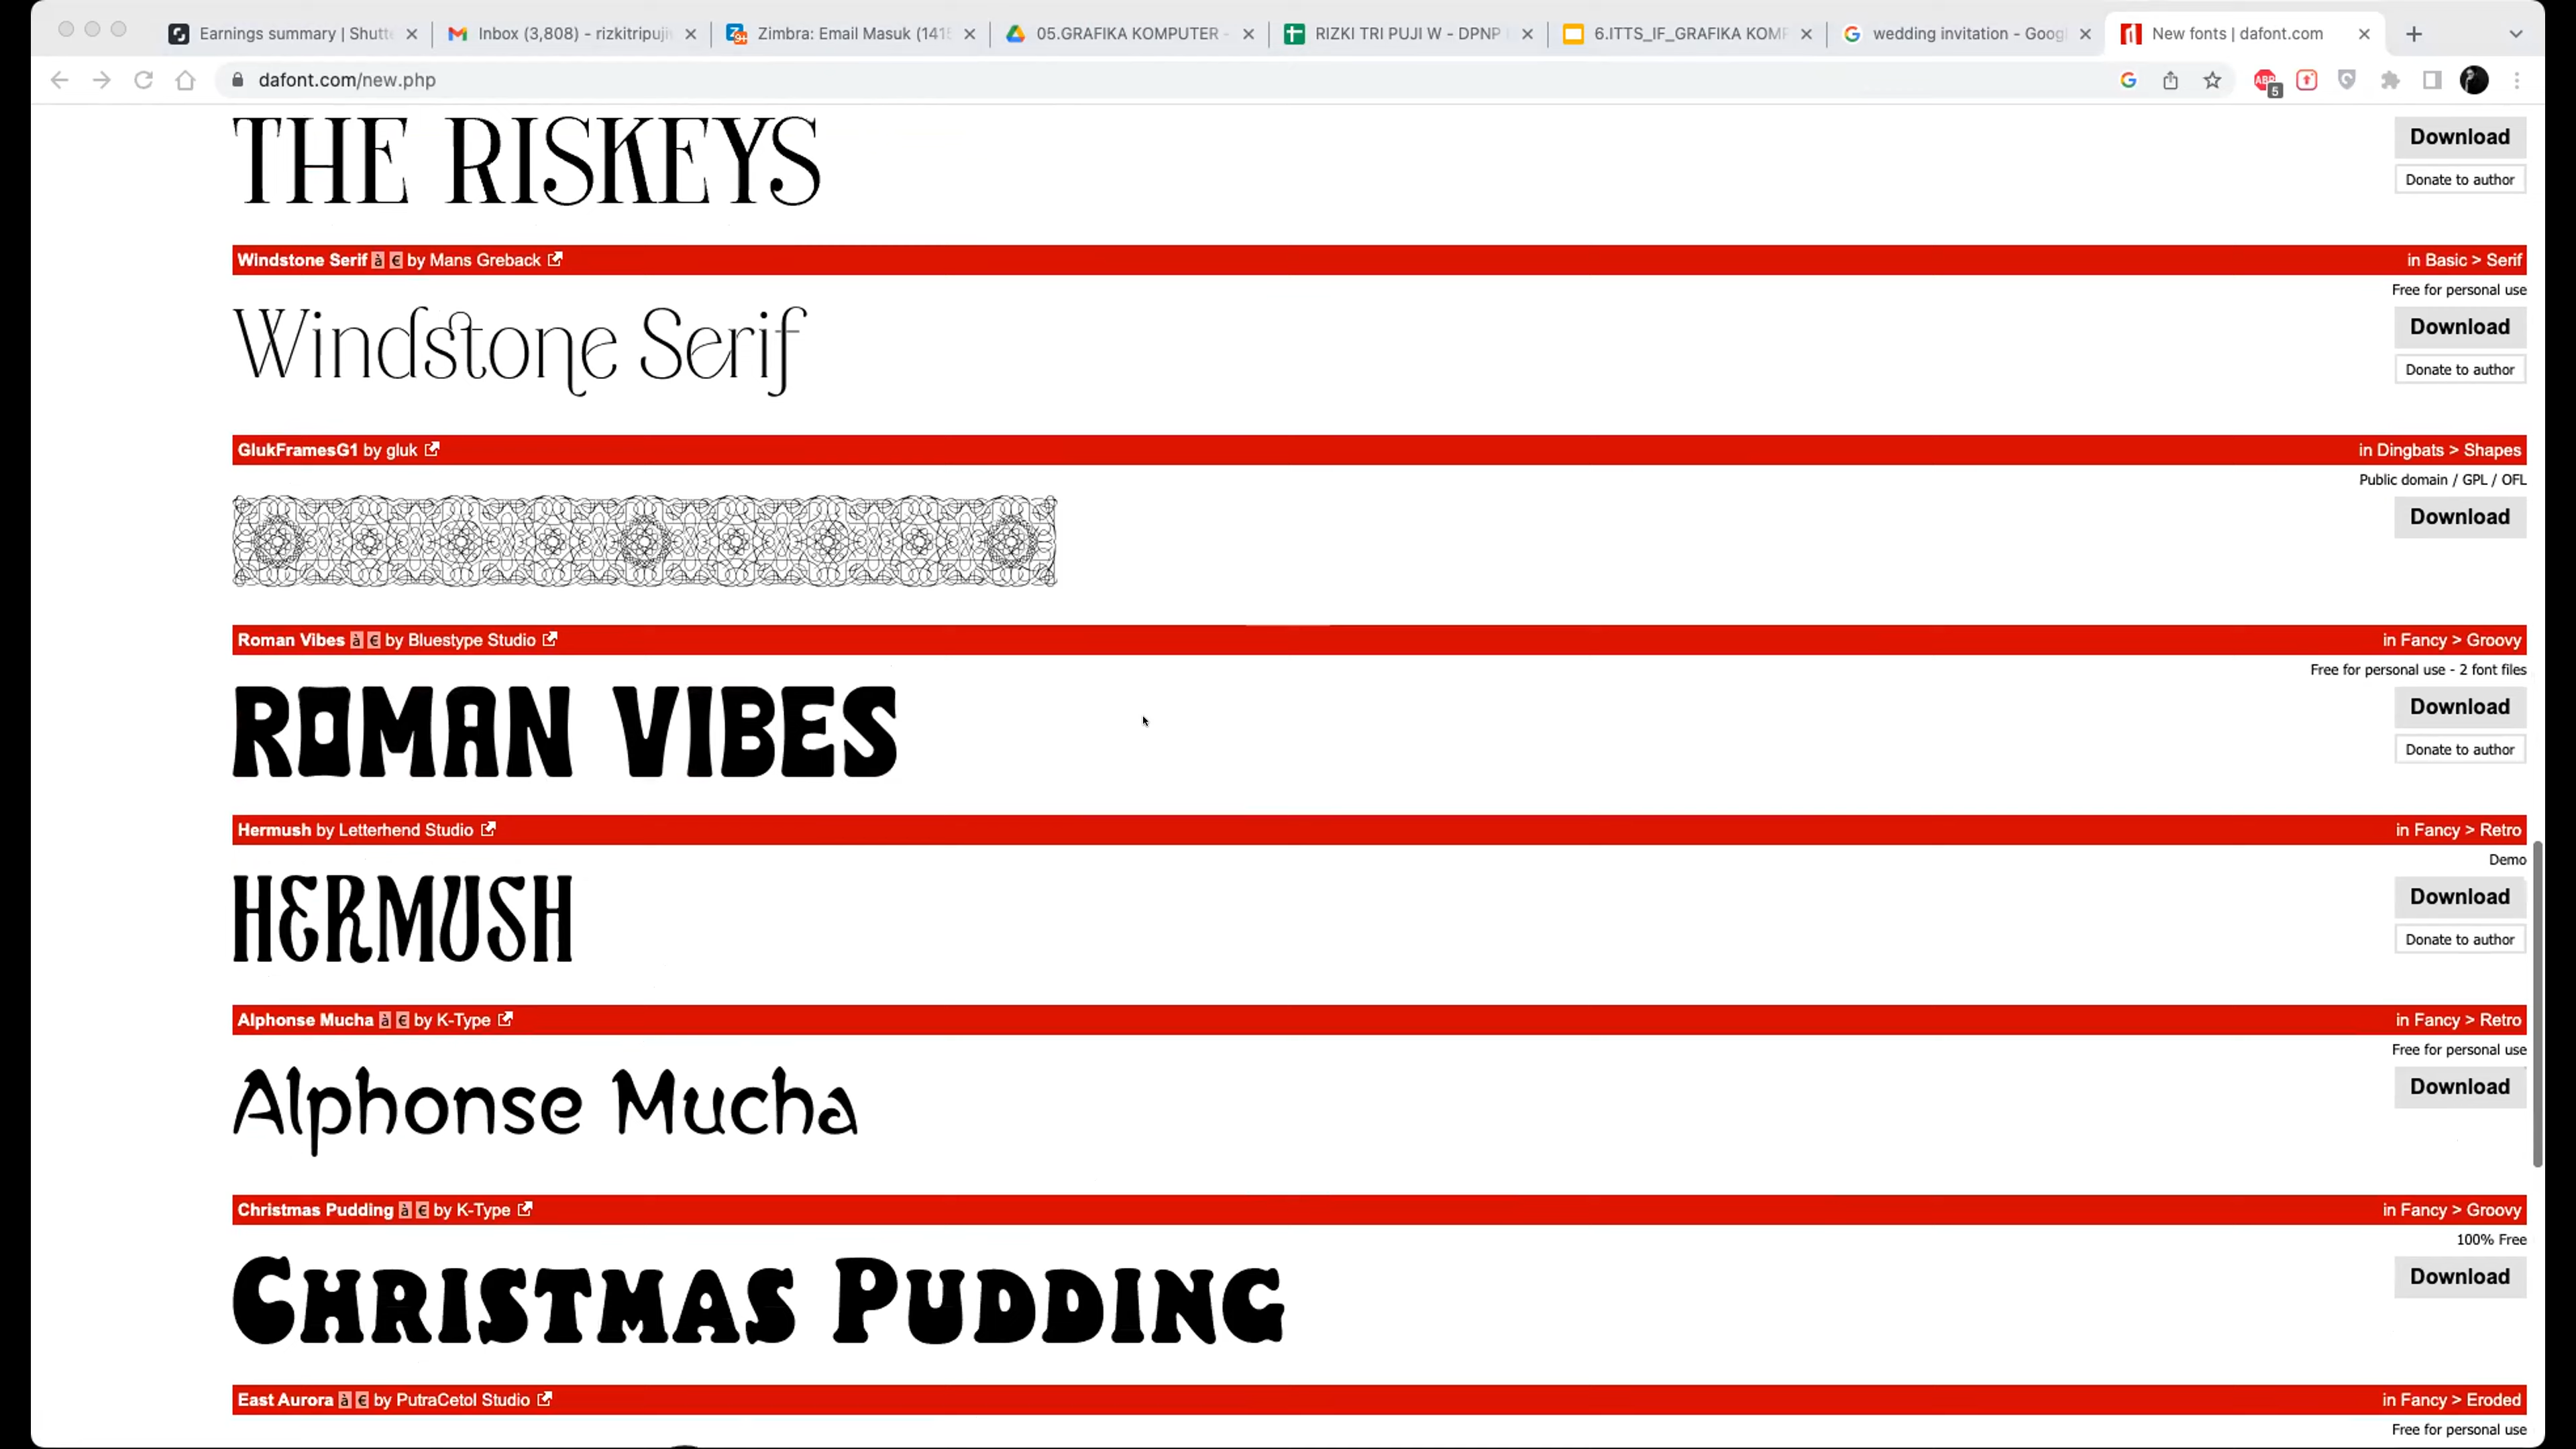 Earnings summary | Shutte
Inbox (3,808) - rizkitripuji
Zimbra: Email Masuk (1415
05.GRAFIKA KOMPUTER -
RIZKI TRI PUJI W - DPNP
6.ITTS_IF_GRAFIKA KOMP
wedding invitation - Goog
New fonts | dafont.com
dafont.com/new.php
ABP
5
THE RISKEYS
Download
Donate to author
Windstone Serif à € by Mans Greback
in Basic > Serif
Free for personal use
Windstone Serif
Download
Donate to author
GlukFramesG1 by gluk
in Dingbats > Shapes
Public domain / GPL / OFL
Download
Roman Vibes à € by Bluestype Studio
in Fancy > Groovy
Free for personal use - 2 font files
ROMAN VIBES
Download
Donate to author
Hermush by Letterhend Studio
in Fancy > Retro
Demo
HERMUSH
Download
Donate to author
Alphonse Mucha à € by K-Type
in Fancy > Retro
Free for personal use
Alphonse Mucha
Download
Christmas Pudding à € by K-Type
in Fancy > Groovy
100% Free
CHRISTMAS PUDDING
Download
East Aurora à € by PutraCetol Studio
in Fancy > Eroded
Free for personal use